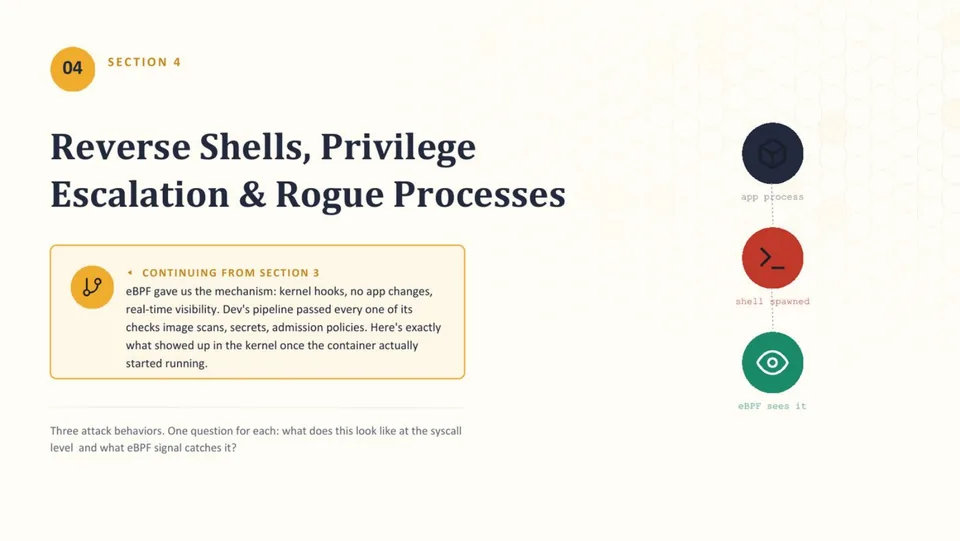 04
SECTION 4
Reverse Shells, Privilege
Escalation & Rogue Processes
CONTINUING FROM SECTION 3
eBPF gave us the mechanism: kernel hooks, no app changes,
real-time visibility. Dev's pipeline passed every one of its
checks image scans, secrets, admission policies. Here's exactly
what showed up in the kernel once the container actually
started running.
Three attack behaviors. One question for each: what does this look like at the syscall
level  and what eBPF signal catches it?
app process
shell spawned
eBPF sees it